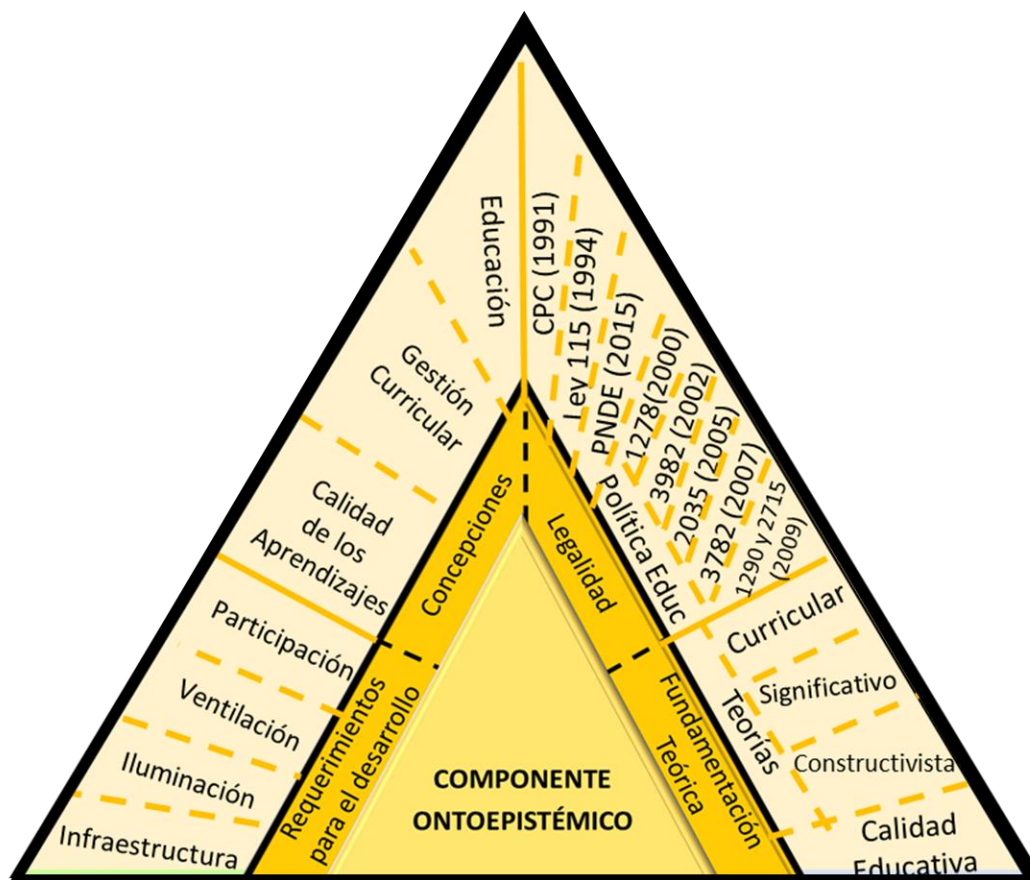 Educación
Gestión
Curricular
Calidad
de los
Aprendizajes
Participación
Ventilación
Iluminación
Infraestructura
Concepciones
Requerimientos
para el desarrollo
COMPONENTE
ONTOEPISTÉMICO
Legalidad
Fundamentación
Teórica
CPC (1991)
Ley 115 (1994)
PNDE (2015)
Política Educ
1278(2000)
3982 (2002)
2035 (2005)
3782 (2007)
1290 y 2715
(2009)
Teorías
Curricular
Significativo
Constructivista
Calidad
Educativa